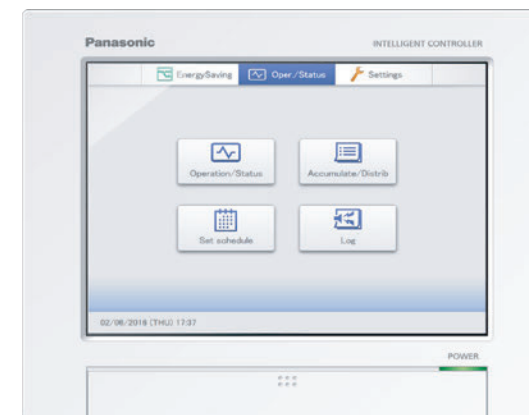 Panasonic
INTELLIGENT CONTROLLER
EnergySaving Oper./Status Settings
Operation/Status Accumulate/Distrib
Set schedule Log
02/08/2018 (THU) 17:37
POWER